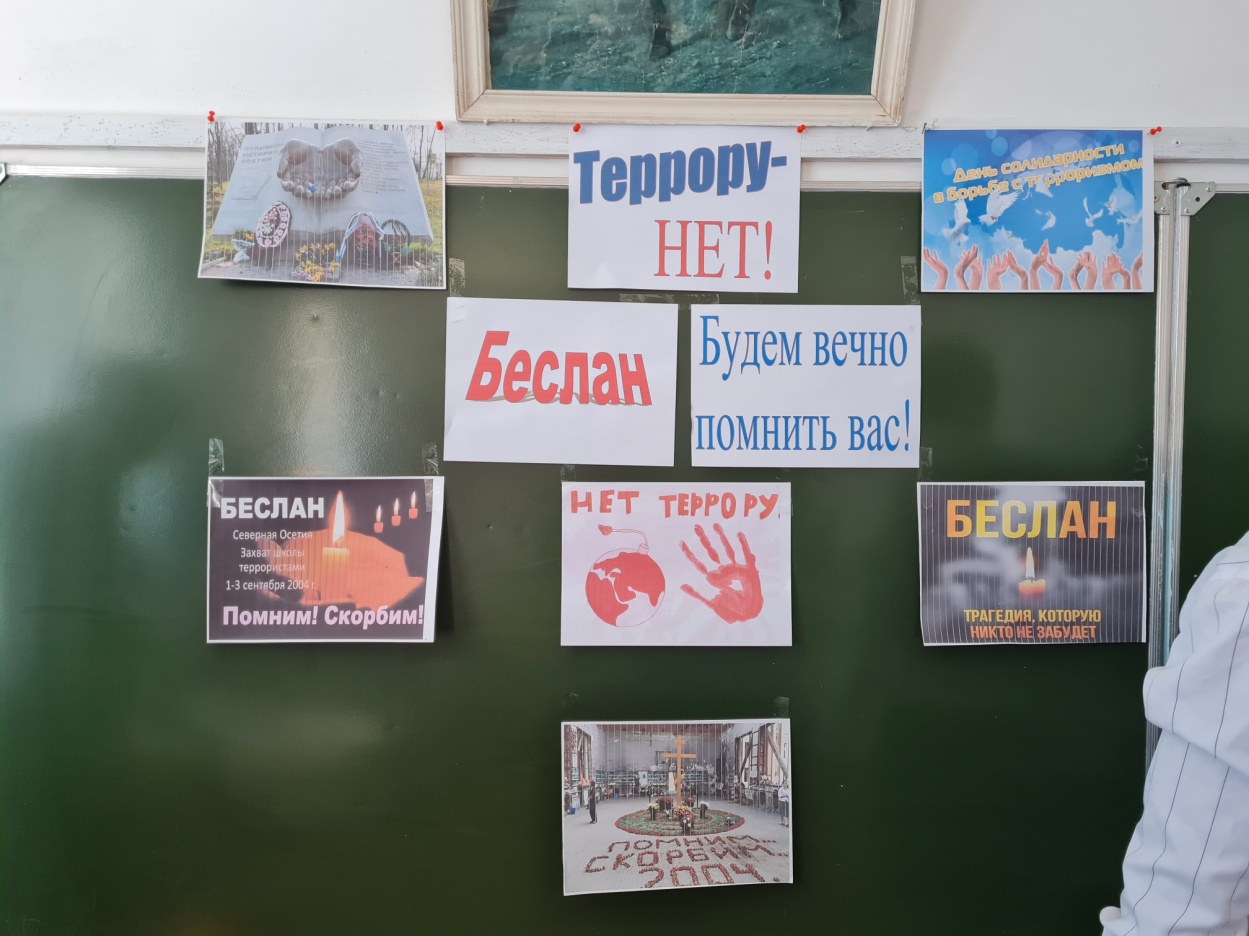 Террору-
НЕТ!
День солидарности
в борьбе с терроризмом
Беслан
Будем вечно
помнить вас!
БЕСЛАН
Северная Осетия
Захват школы
террористами
1-3 сентября 2004 г.
Помним! Скорбим!
НЕТ ТЕРРОРУ
БЕСЛАН
ТРАГЕДИЯ, КОТОРУЮ
НИКТО НЕ ЗАБУДЕТ
ПОМНИМ...
СКОРБИМ...
2004